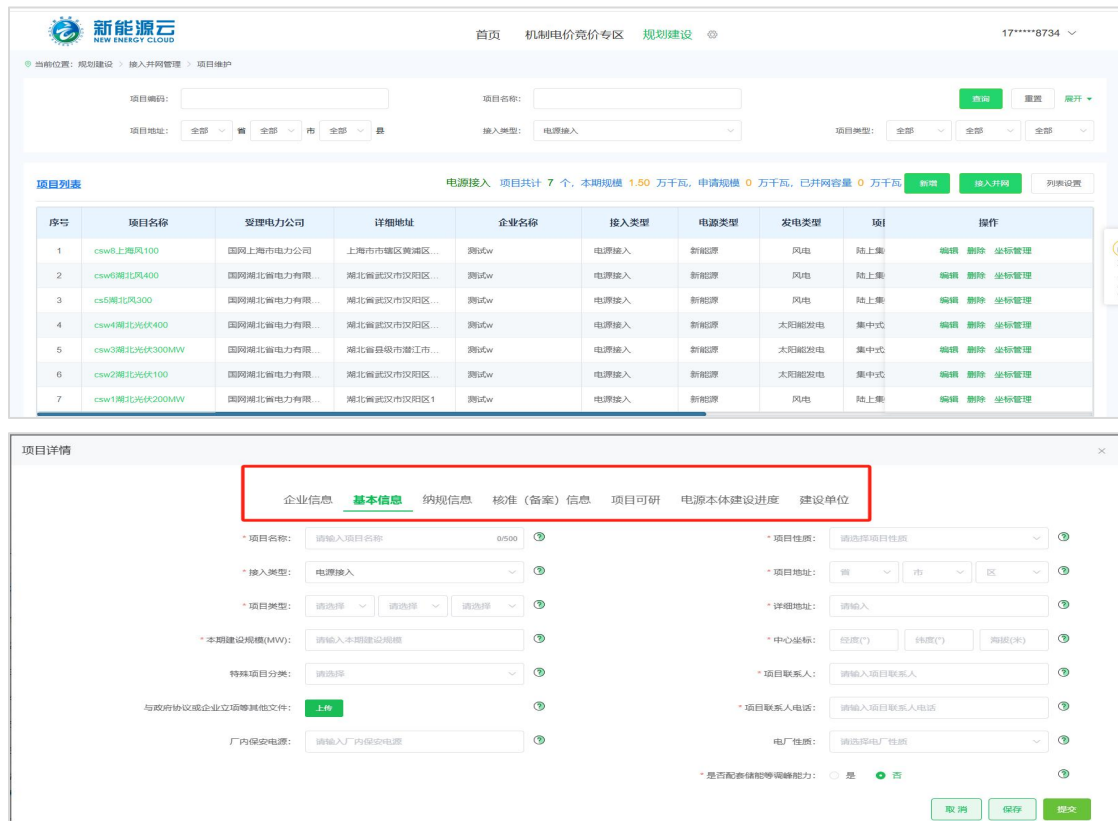 新能源云
NEW ENERGY CLOUD
首页 机制电价竞价专区 规划建设
17*****8734
当前位置：规划建设 > 接入并网管理 > 项目维护
项目编码： 项目名称： 查询 重置 展开
项目地址： 全部 省 全部 市 全部 县 接入类型： 电源接入 项目类型： 全部 全部 全部
项目列表 电源接入 项目共计 7 个，本期规模 1.50 万千瓦，申请规模 0 万千瓦，已并网容量 0 万千瓦 新增 接入并网 列表设置
序号 项目名称 受理电力公司 详细地址 企业名称 接入类型 电源类型 发电类型 项 操作
1 csw8上海风100 国网上海市电力公司 上海市市辖区黄浦区... 测试w 电源接入 新能源 风电 陆上集 编辑 删除 坐标管理
2 csw6湖北风400 国网湖北省电力有限... 湖北省武汉市汉阳区... 测试w 电源接入 新能源 风电 陆上集 编辑 删除 坐标管理
3 cs5湖北风300 国网湖北省电力有限... 湖北省武汉市汉阳区... 测试w 电源接入 新能源 风电 陆上集 编辑 删除 坐标管理
4 csw4湖北光伏400 国网湖北省电力有限... 湖北省武汉市汉阳区... 测试w 电源接入 新能源 太阳能发电 集中式 编辑 删除 坐标管理
5 csw3湖北光伏300MW 国网湖北省电力有限... 湖北省县级市潜江市... 测试w 电源接入 新能源 太阳能发电 集中式 编辑 删除 坐标管理
6 csw2湖北光伏100 国网湖北省电力有限... 湖北省武汉市汉阳区... 测试w 电源接入 新能源 太阳能发电 集中式 编辑 删除 坐标管理
7 csw1湖北光伏200MW 国网湖北省电力有限... 湖北省武汉市汉阳区1 测试w 电源接入 新能源 风电 陆上集 编辑 删除 坐标管理
项目详情 ×
企业信息 基本信息 纳规信息 核准（备案）信息 项目可研 电源本体建设进度 建设单位
* 项目名称： 请输入项目名称 0/500 * 项目性质： 请选择项目性质
* 接入类型： 电源接入 * 项目地址： 省 市 区
* 项目类型： 请选择 请选择 请选择 * 详细地址： 请输入
* 本期建设规模(MW)： 请输入本期建设规模 * 中心坐标： 经度(°) 纬度(°) 海拔(米)
特殊项目分类： 请选择 * 项目联系人： 请输入项目联系人
与政府协议或企业立项等其他文件： 上传 * 项目联系人电话： 请输入项目联系人电话
厂内保安电源： 请输入厂内保安电源 电厂性质： 请选择电厂性质
* 是否配套储能等调峰能力： 是 否
取消 保存 提交